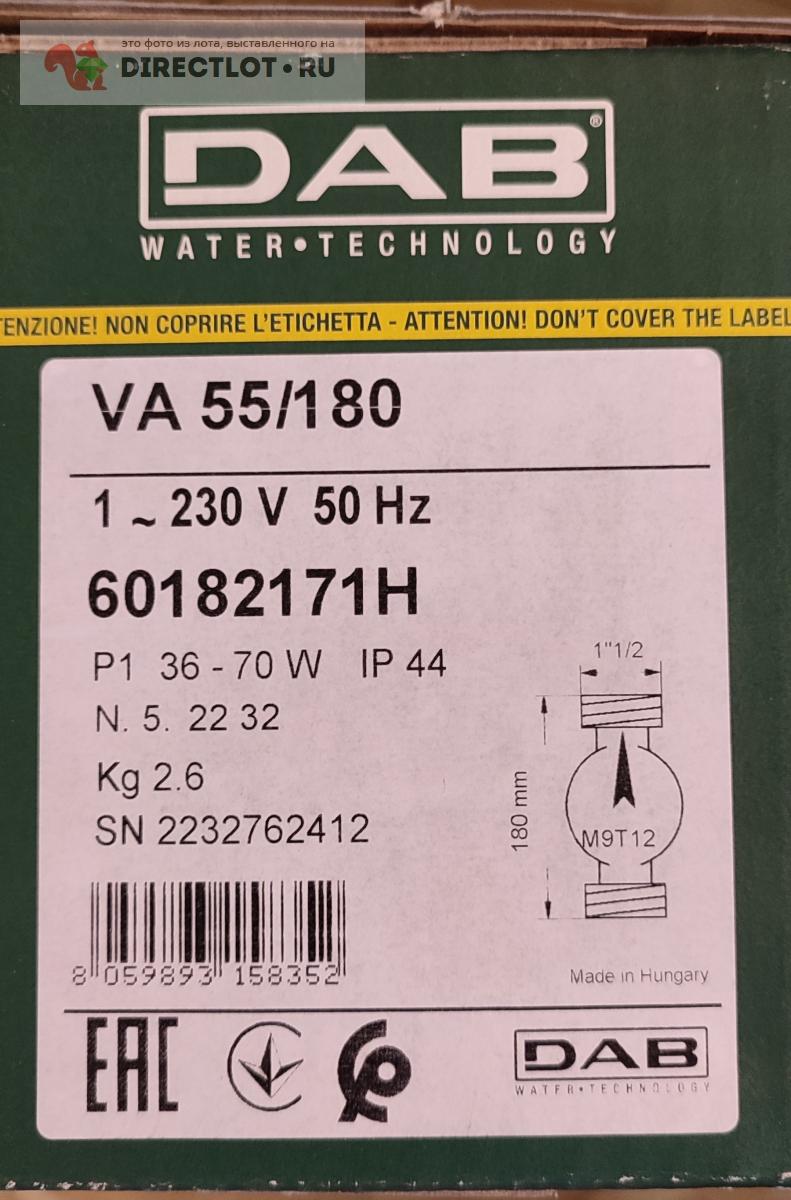 это фото из лота, выставленного на
DIRECTLOT•RU
DAB®
WATER•TECHNOLOGY
TENZIONE! NON COPRIRE L'ETICHETTA - ATTENTION! DON'T COVER THE LABEL
VA 55/180
1 ~ 230 V 50 Hz
60182171H
P1 36 - 70 W IP 44
N. 5. 22 32
Kg 2.6
SN 2232762412
1"1/2
180 mm
M9T12
8 059893 158352
Made in Hungary
EAC
DAB
WATER•TECHNOLOGY